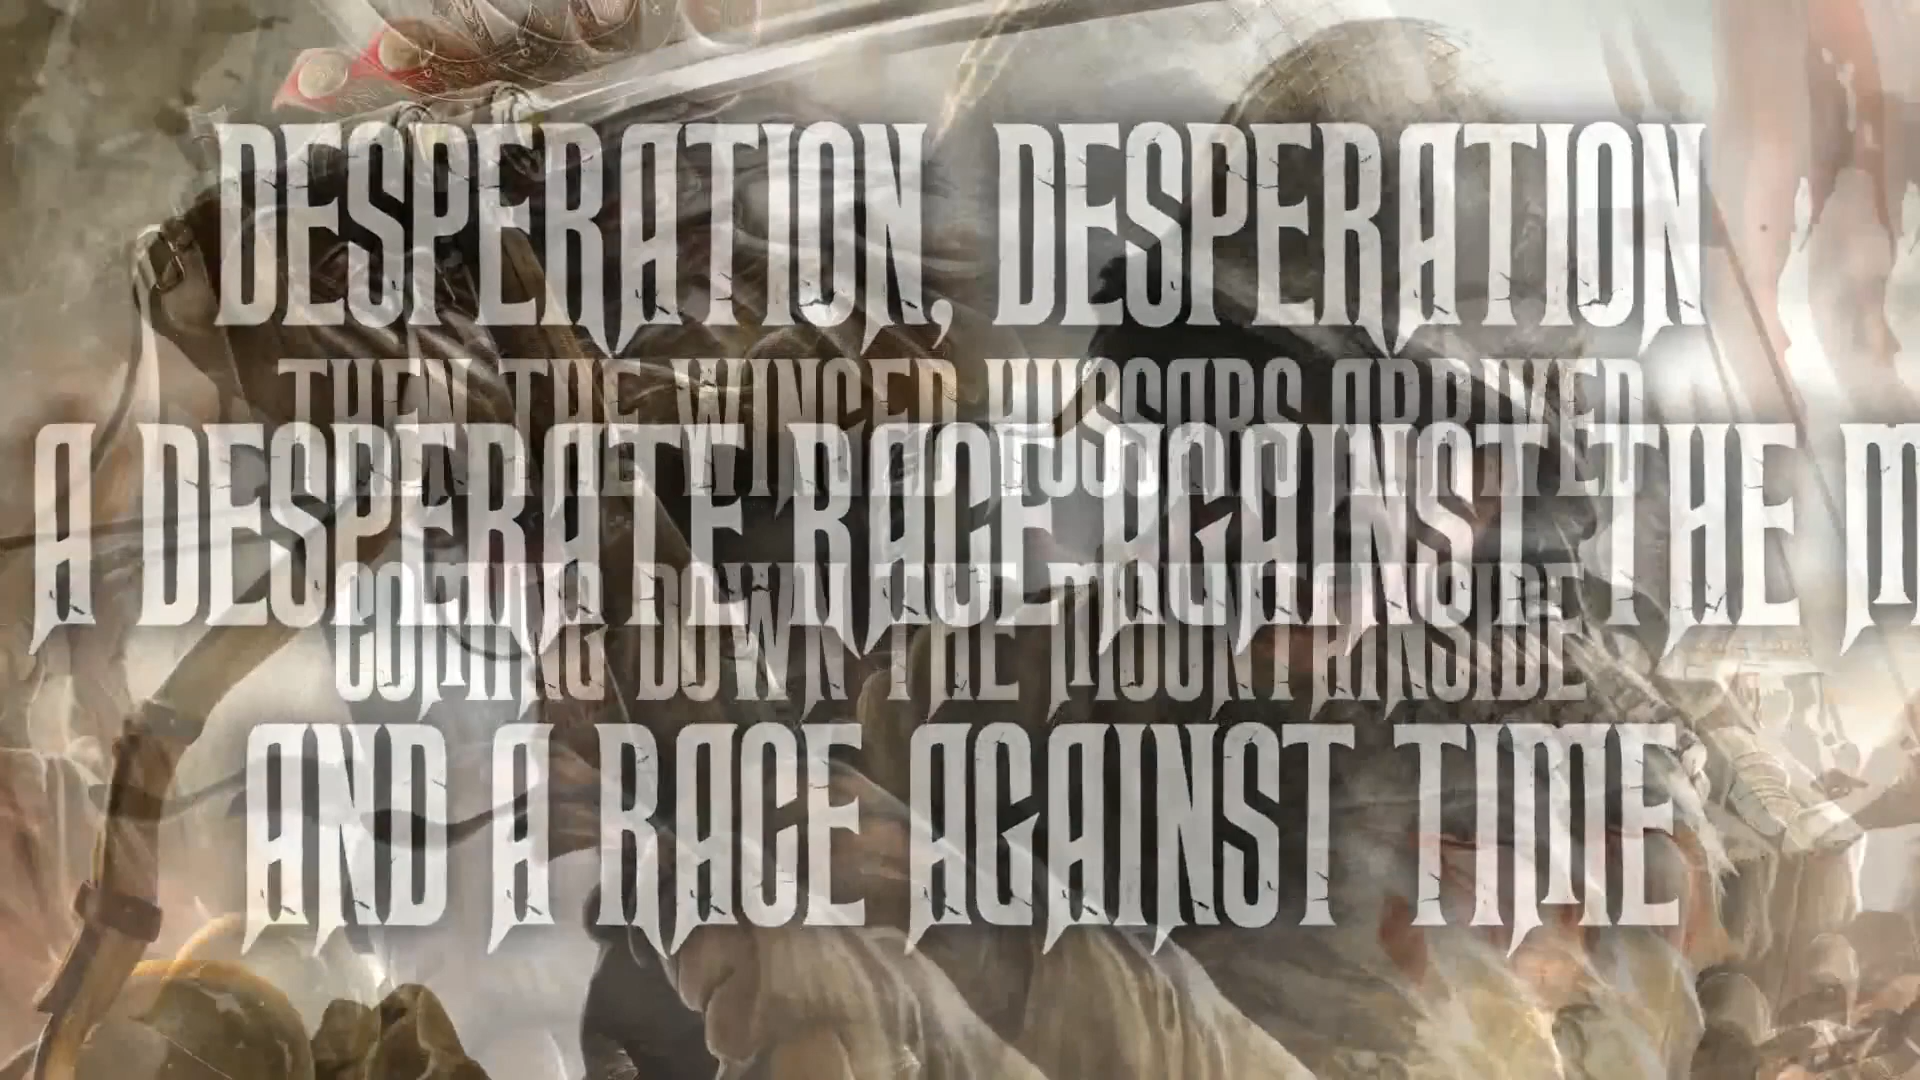 DESPERATION, DESPERATION
THEN THE WINGED HUSSARS ARRIVED
A DESPERATE RACE AGAINST THE M
COMING DOWN THE MOUNTAINSIDE
AND A RACE AGAINST TIME